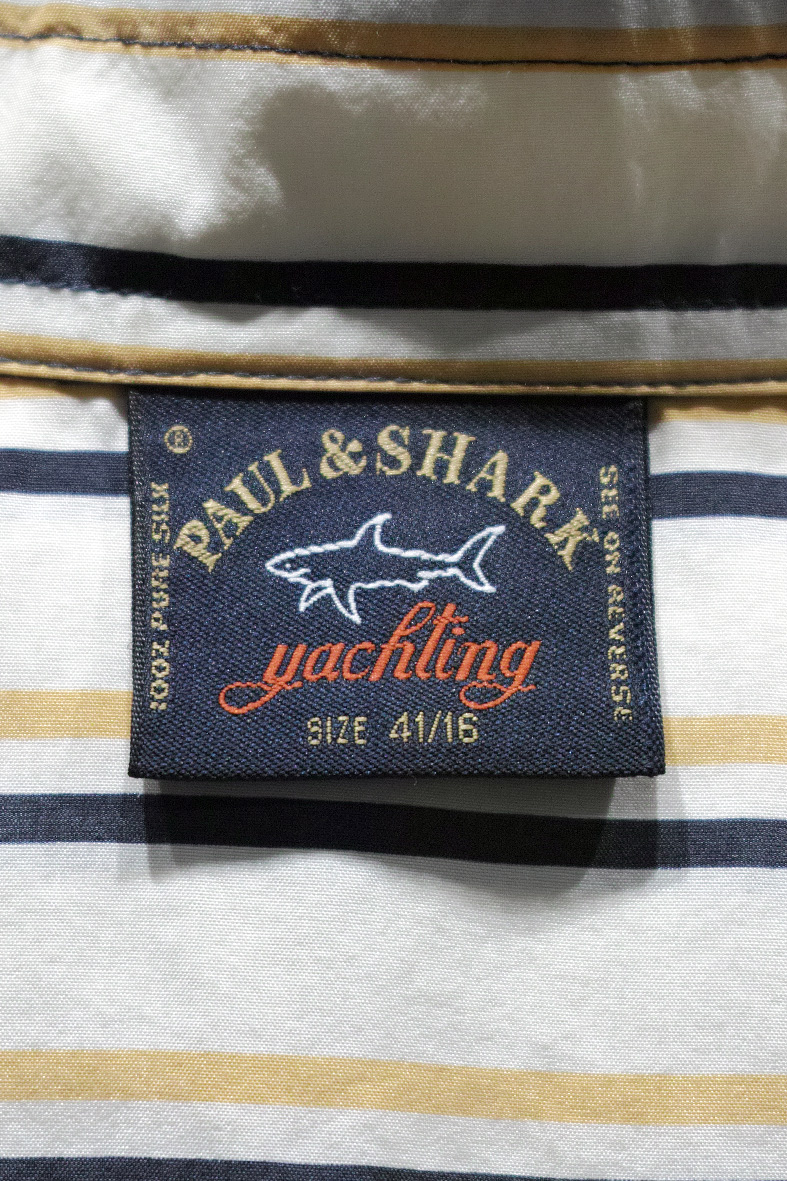 ®
PAUL & SHARK
100% PURE SILK
SEE ON REVERSE
yachting
SIZE 41/16